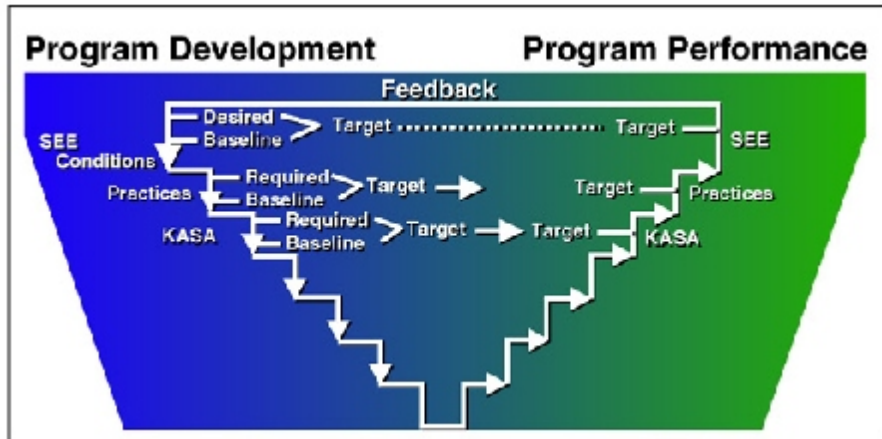 Program Development Program Performance
Feedback
Desired
Target Target
Baseline
SEE SEE
Conditions
Required
Practices Target Target Practices
Baseline
Required
KASA Target Target KASA
Baseline